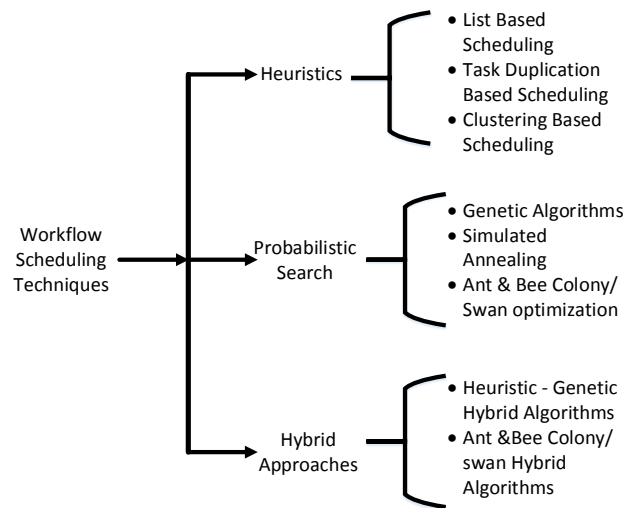 Workflow
Scheduling
Techniques
Heuristics
• List Based
Scheduling
• Task Duplication
Based Scheduling
• Clustering Based
Scheduling
Probabilistic
Search
• Genetic Algorithms
• Simulated
Annealing
• Ant & Bee Colony/
Swan optimization
Hybrid
Approaches
• Heuristic - Genetic
Hybrid Algorithms
• Ant &Bee Colony/
swan Hybrid
Algorithms